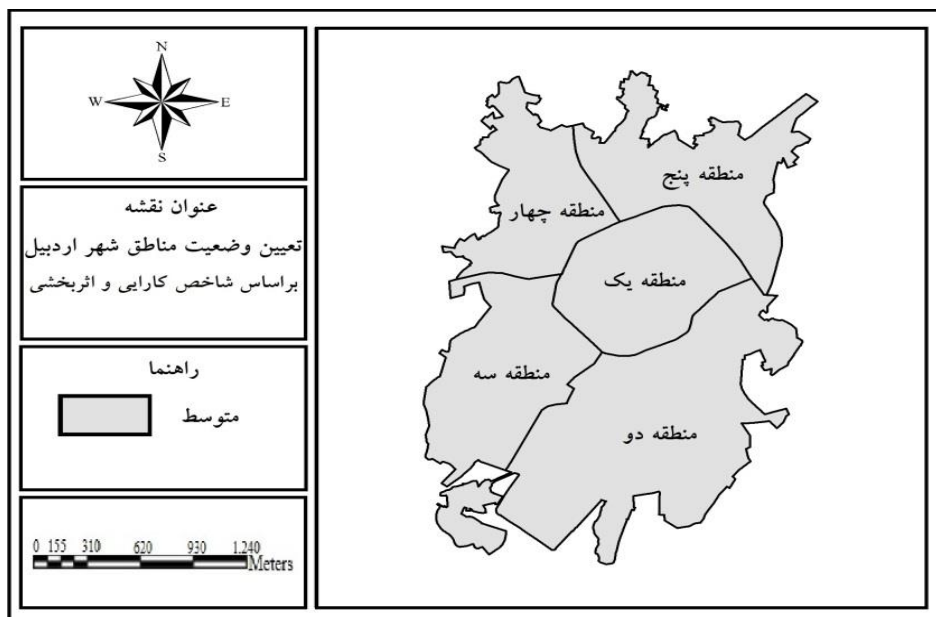 N
W E
S
عنوان نقشه
تعیین وضعیت مناطق شهر اردبیل
براساس شاخص کارایی و اثربخشی
راهنما
متوسط
0 155 310 620 930 1,240
Meters
منطقه پنج
منطقه چهار
منطقه یک
منطقه سه
منطقه دو